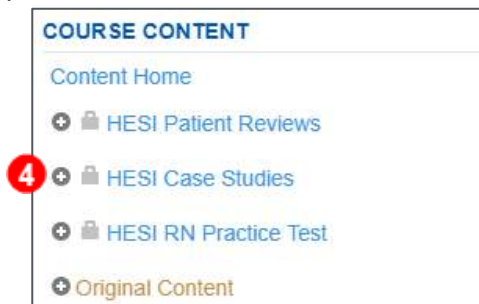 COURSE CONTENT
Content Home
HESI Patient Reviews
4 HESI Case Studies
HESI RN Practice Test
Original Content